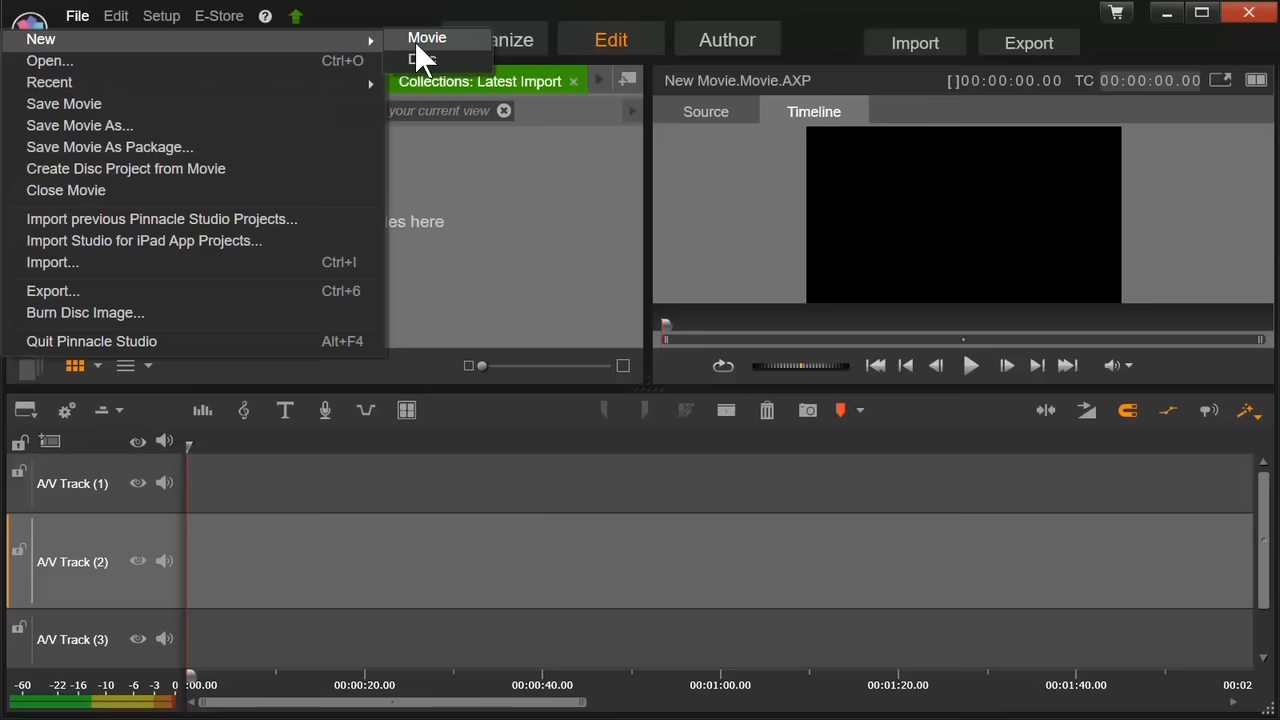 File Edit Setup E-Store ?
New
Movie
Open... Ctrl+O
Recent
Save Movie
Save Movie As...
Save Movie As Package...
Create Disc Project from Movie
Close Movie
Import previous Pinnacle Studio Projects...
Import Studio for iPad App Projects...
Import... Ctrl+I
Export... Ctrl+6
Burn Disc Image...
Quit Pinnacle Studio Alt+F4
anize Edit Author Import Export
Collections: Latest Import
your current view
les here
New Movie.Movie.AXP []00:00:00.00 TC 00:00:00.00
Source Timeline
A/V Track (1)
A/V Track (2)
A/V Track (3)
-60 -22 -16 -10 -6 -3 0
:00.00 00:00:20.00 00:00:40.00 00:01:00.00 00:01:20.00 00:01:40.00 00:02